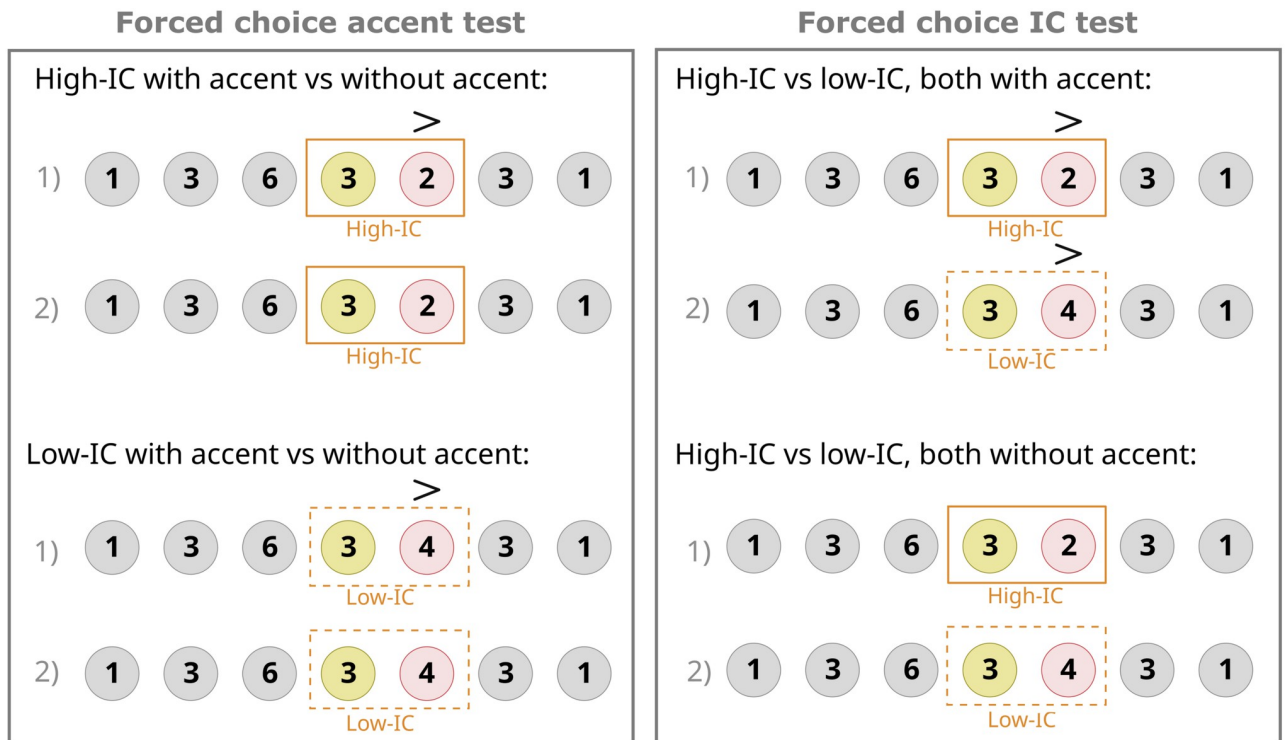 Forced choice accent test
High-IC with accent vs without accent:
>
1) 1 3 6 3 2 3 1
High-IC
2) 1 3 6 3 2 3 1
High-IC
Low-IC with accent vs without accent:
>
1) 1 3 6 3 4 3 1
Low-IC
2) 1 3 6 3 4 3 1
Low-IC
Forced choice IC test
High-IC vs low-IC, both with accent:
>
1) 1 3 6 3 2 3 1
High-IC
>
2) 1 3 6 3 4 3 1
Low-IC
High-IC vs low-IC, both without accent:
1) 1 3 6 3 2 3 1
High-IC
2) 1 3 6 3 4 3 1
Low-IC